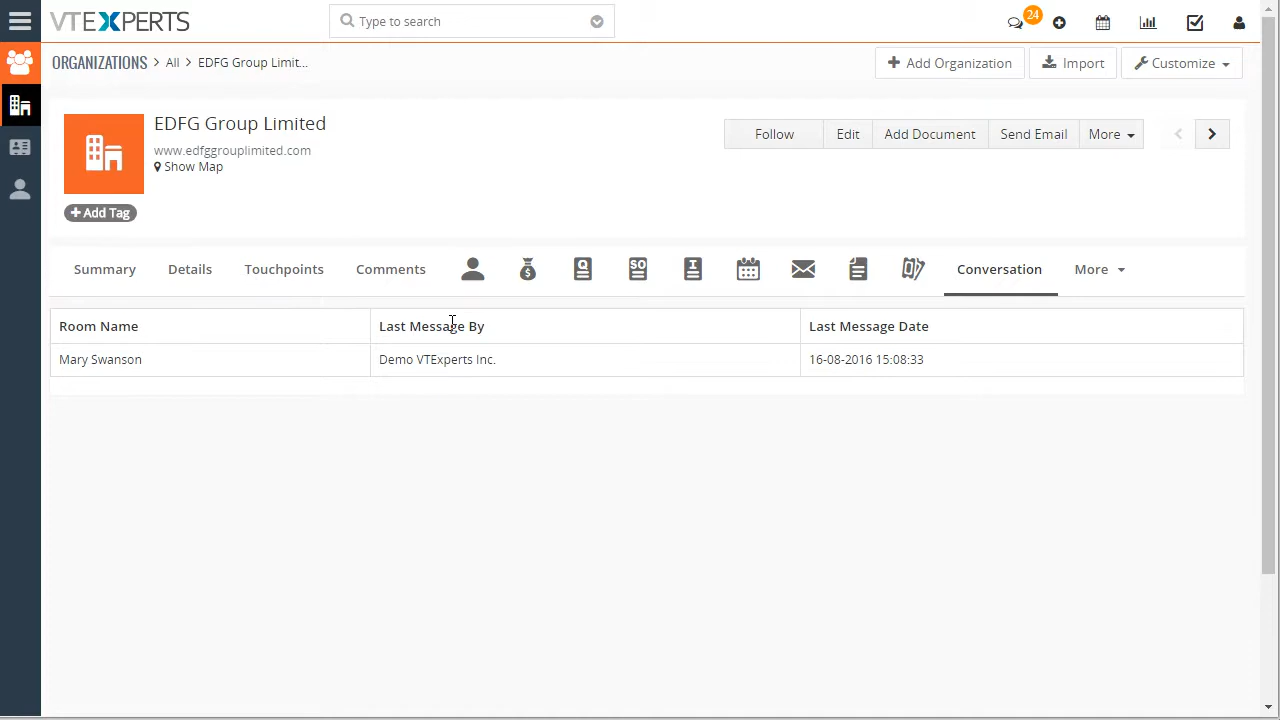 VTEXPERTS
Type to search
24
ORGANIZATIONS > All > EDFG Group Limit...
Add Organization
Import
Customize
EDFG Group Limited
www.edfggrouplimited.com
Show Map
Follow
Edit
Add Document
Send Email
More
+ Add Tag
Summary
Details
Touchpoints
Comments
Q
SO
I
Conversation
More
Room Name
Last Message By
Last Message Date
Mary Swanson
Demo VTExperts Inc.
16-08-2016 15:08:33